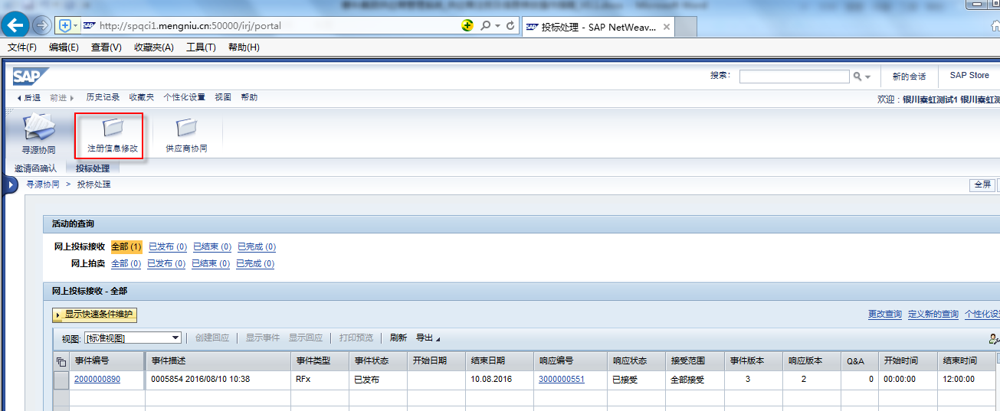 http://spqci1.mengniu.cn:50000/irj/portal
SAP 投标处理 - SAP NetWeav...
文件(F) 编辑(E) 查看(V) 收藏夹(A) 工具(T) 帮助(H)
SAP 搜索: 新的会话 SAP Store
后退 前进 历史记录 收藏夹 个性化设置 视图 帮助
欢迎:银川秦虹测试1 银川秦虹测
寻源协同 注册信息修改 供应商协同
邀请函确认 投标处理
寻源协同 > 投标处理 全屏
活动的查询
网上投标接收 全部 (1) 已发布 (0) 已结束 (0) 已完成 (0)
网上拍卖 全部 (0) 已发布 (0) 已结束 (0) 已完成 (0)
网上投标接收 - 全部
显示快速条件维护 更改查询 定义新的查询 个性化设
视图: [标准视图] 创建回应 显示事件 显示回应 打印预览 刷新 导出
事件编号 事件描述 事件类型 事件状态 开始日期 结束日期 响应编号 响应状态 接受范围 事件版本 响应版本 Q&A 开始时间 结束时间
2000000890 0005854 2016/08/10 10:38 RFx 已发布 10.08.2016 3000000551 已接受 全部接受 3 2 0 00:00:00 12:00:00